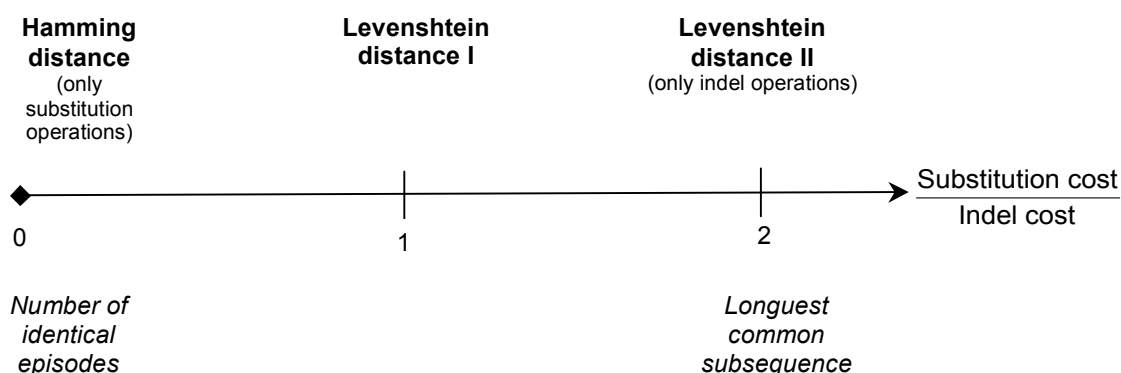 Hamming
distance
(only
substitution
operations)
Levenshtein
distance I
Levenshtein
distance II
(only indel operations)
Substitution cost
Indel cost
0
1
2
Number of
identical
episodes
Longuest
common
subsequence